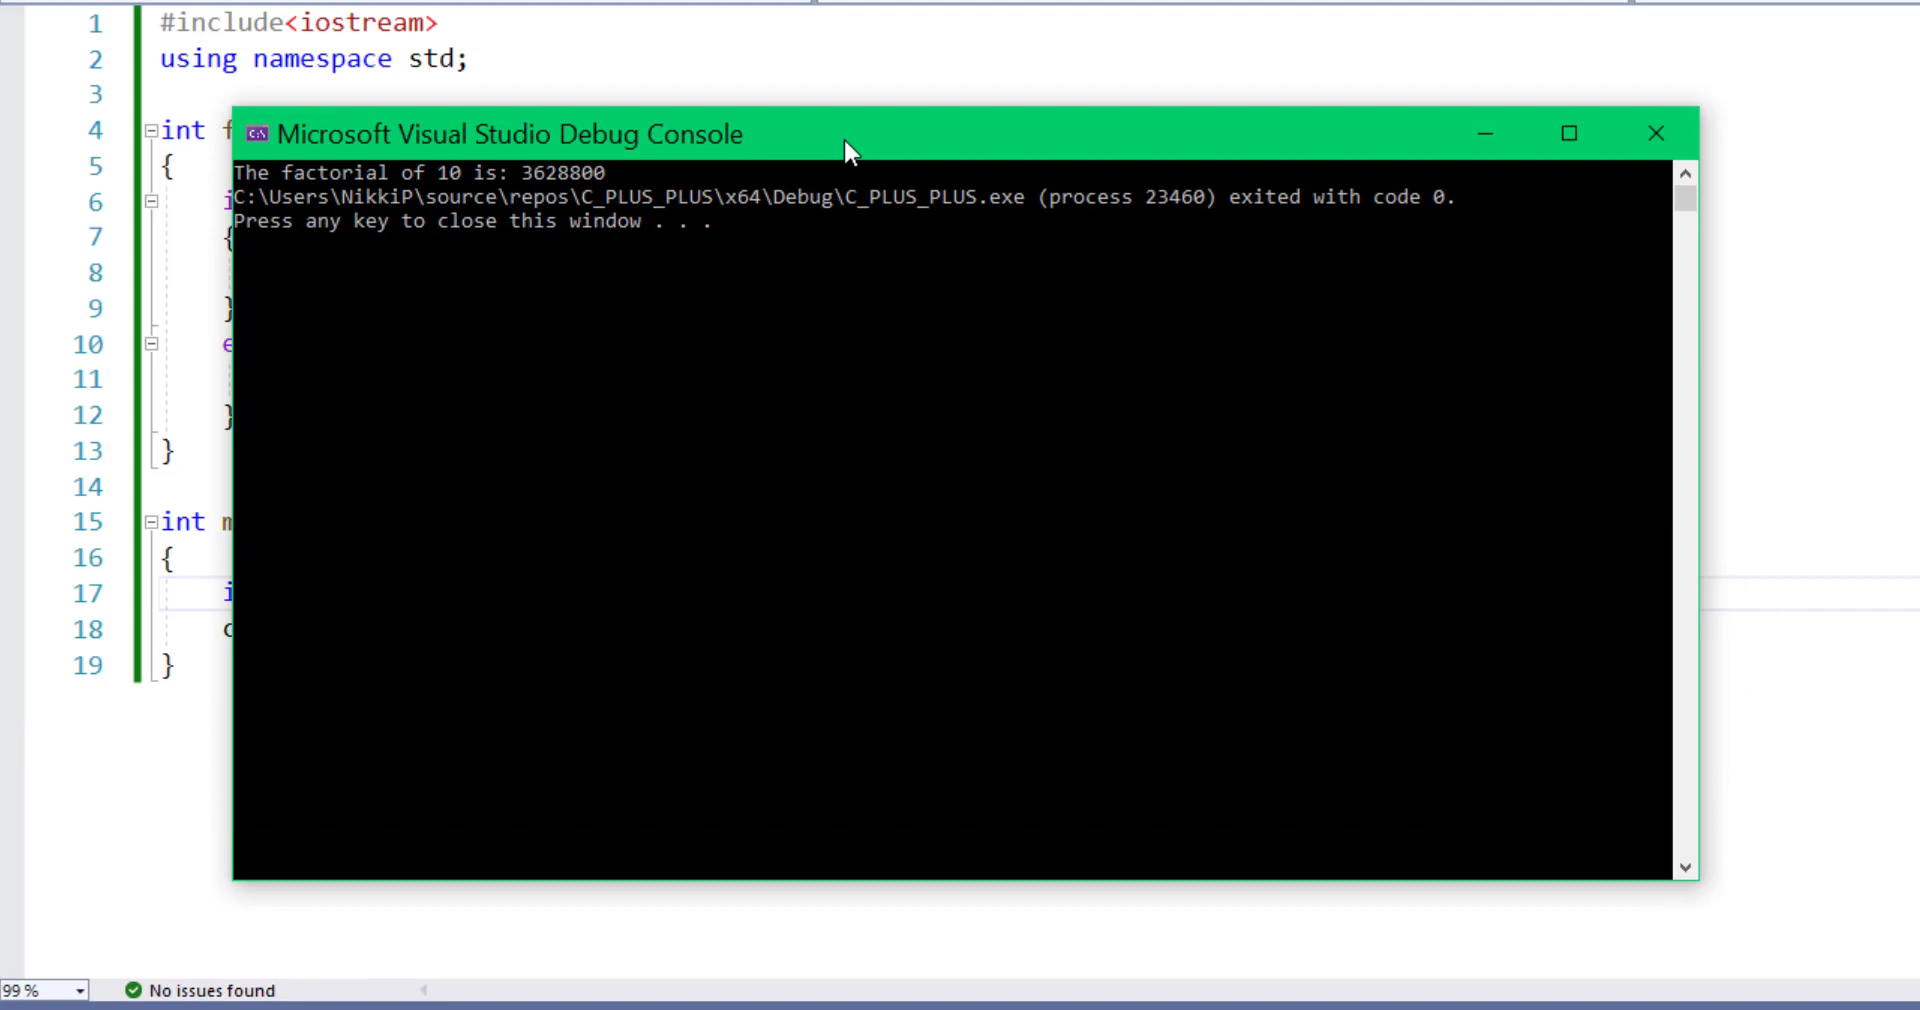 1 #include<iostream>
2 using namespace std;
3
4 int f
Microsoft Visual Studio Debug Console
The factorial of 10 is: 3628800
C:\Users\NikkiP\source\repos\C_PLUS_PLUS\x64\Debug\C_PLUS_PLUS.exe (process 23460) exited with code 0.
Press any key to close this window . . .
5 {
6 i
7 {
8
9 }
10 e
11
12 }
13 }
14
15 int m
16 {
17 i
18 c
19 }
99 %
No issues found